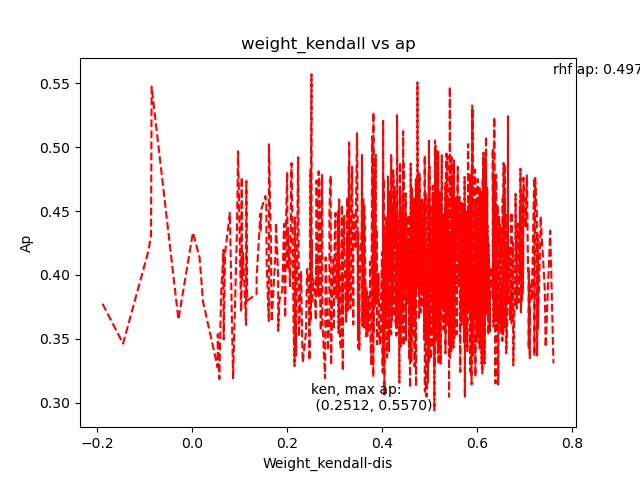 weight_kendall vs ap
rhf ap: 0.497
0.55
0.50
0.45
0.40
0.35
0.30
Ap
ken, max ap:
(0.2512, 0.5570)
−0.2
0.0
0.2
0.4
0.6
0.8
Weight_kendall-dis